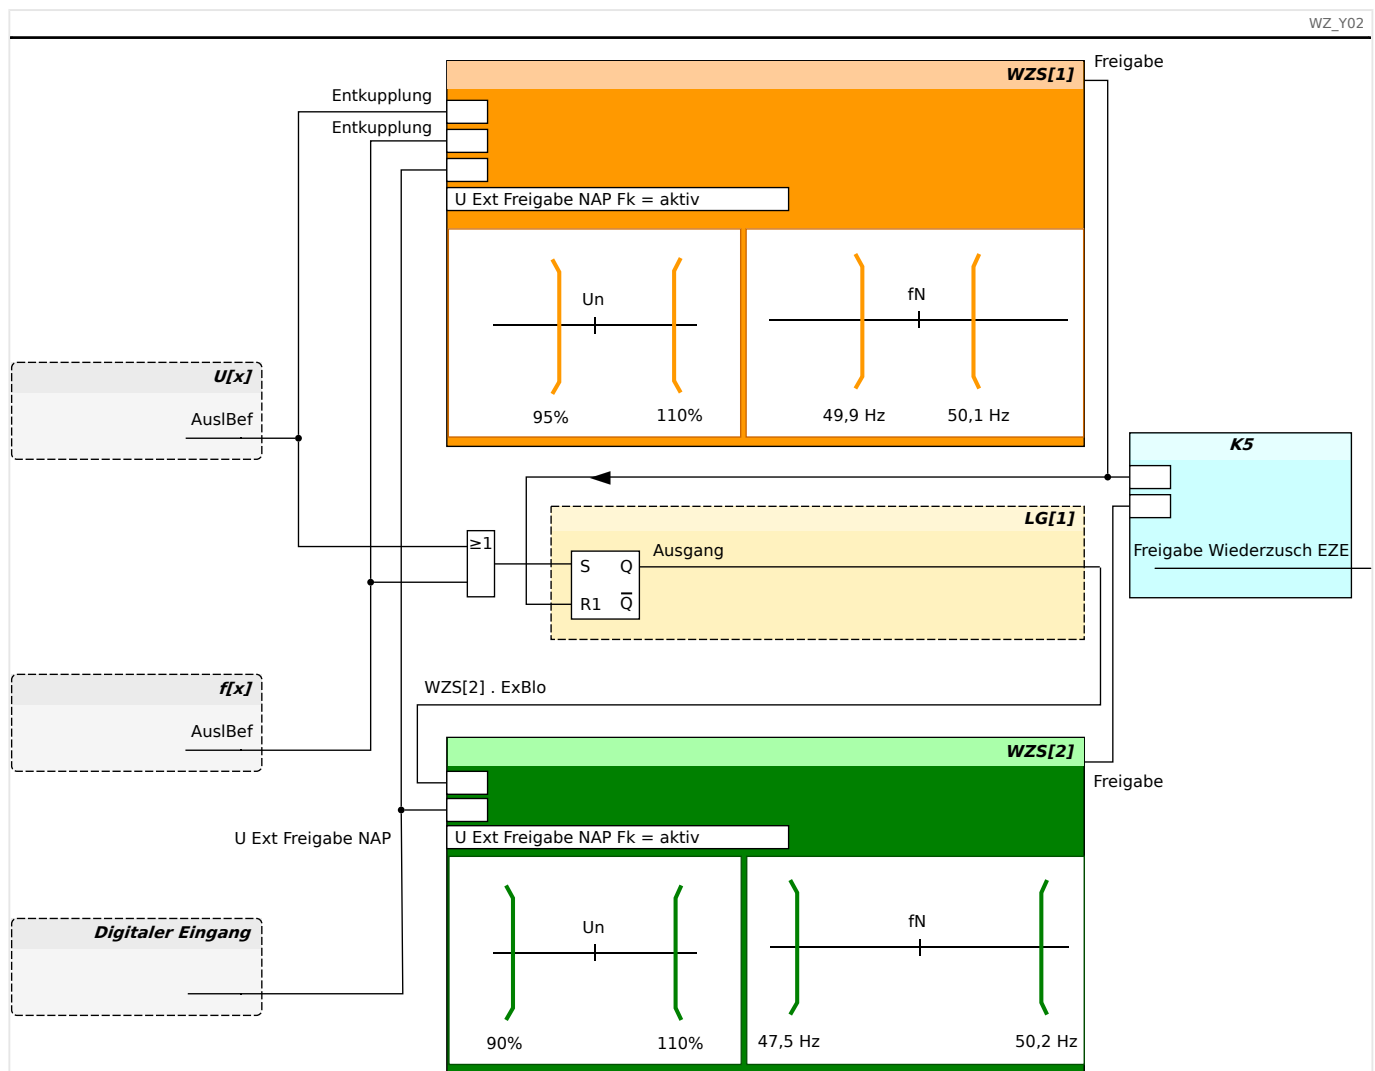 WZ_Y02
WZS[1]
Freigabe
Entkupplung
Entkupplung
U Ext Freigabe NAP Fk = aktiv
Un
fN
95%
110%
49,9 Hz
50,1 Hz
U[x]
AuslBef
K5
Freigabe Wiederzusch EZE
LG[1]
≥1
Ausgang
S Q
R1 Q̅
f[x]
AuslBef
WZS[2] . ExBlo
WZS[2]
Freigabe
U Ext Freigabe NAP
U Ext Freigabe NAP Fk = aktiv
Digitaler Eingang
Un
fN
90%
110%
47,5 Hz
50,2 Hz